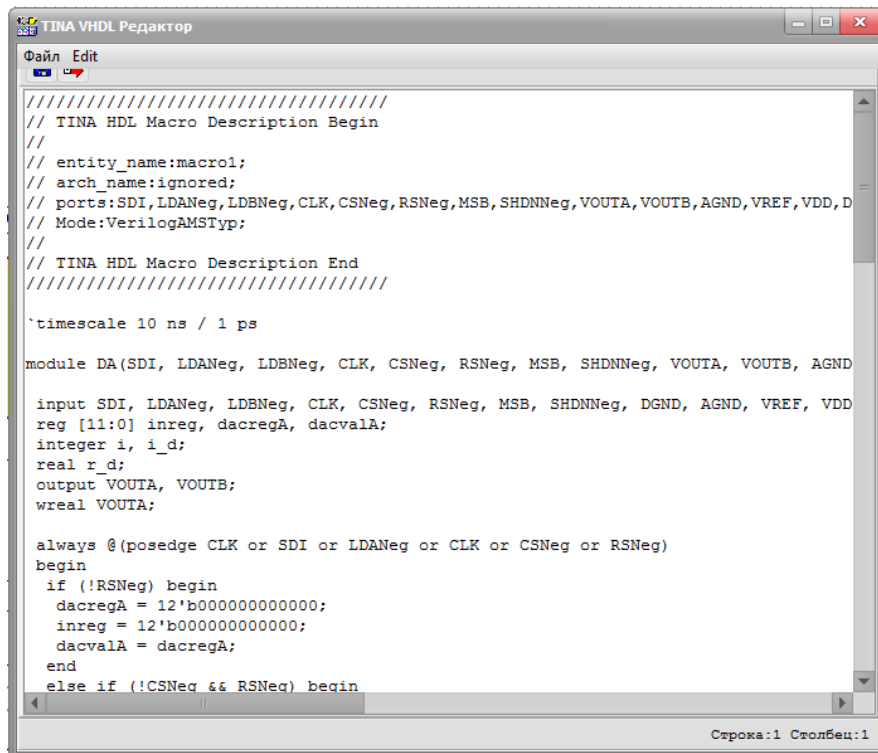 TINA VHDL Редактор
Файл Edit
////////////////////////////////////
// TINA HDL Macro Description Begin
//
// entity_name:macro1;
// arch_name:ignored;
// ports:SDI,LDANeg,LDBNeg,CLK,CSNeg,RSNeg,MSB,SHDNNeg,VOUTA,VOUTB,AGND,VREF,VDD,D
// Mode:VerilogAMSTyp;
//
// TINA HDL Macro Description End
////////////////////////////////////
`timescale 10 ns / 1 ps
module DA(SDI, LDANeg, LDBNeg, CLK, CSNeg, RSNeg, MSB, SHDNNeg, VOUTA, VOUTB, AGND
input SDI, LDANeg, LDBNeg, CLK, CSNeg, RSNeg, MSB, SHDNNeg, DGND, AGND, VREF, VDD
reg [11:0] inreg, dacregA, dacvalA;
integer i, i_d;
real r_d;
output VOUTA, VOUTB;
wreal VOUTA;
always @(posedge CLK or SDI or LDANeg or CLK or CSNeg or RSNeg)
begin
if (!RSNeg) begin
dacregA = 12'b000000000000;
inreg = 12'b000000000000;
dacvalA = dacregA;
end
else if (!CSNeg && RSNeg) begin
Строка:1 Столбец:1